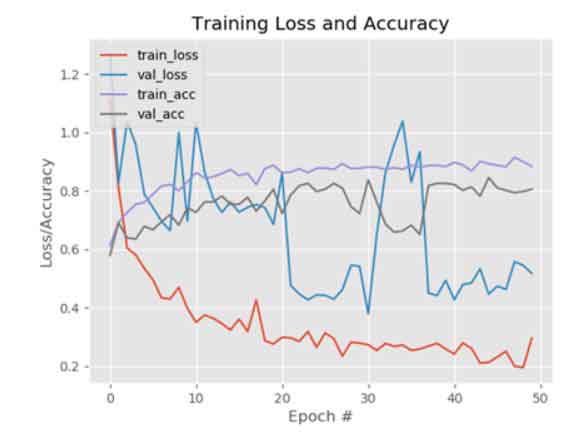 Training Loss and Accuracy
train_loss
val_loss
train_acc
val_acc
1.2
1.0
0.8
0.6
0.4
0.2
Loss/Accuracy
0 10 20 30 40 50
Epoch #